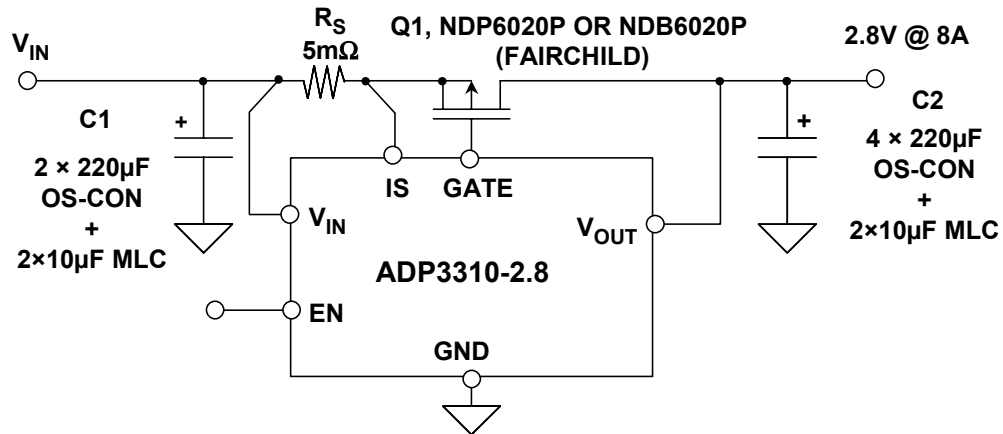 V_IN
R_S
5mΩ
Q1, NDP6020P OR NDB6020P
(FAIRCHILD)
2.8V @ 8A
C1
+
2 × 220µF
OS-CON
+
2×10µF MLC
+
C2
4 × 220µF
OS-CON
+
2×10µF MLC
IS
GATE
V_IN
V_OUT
ADP3310-2.8
EN
GND